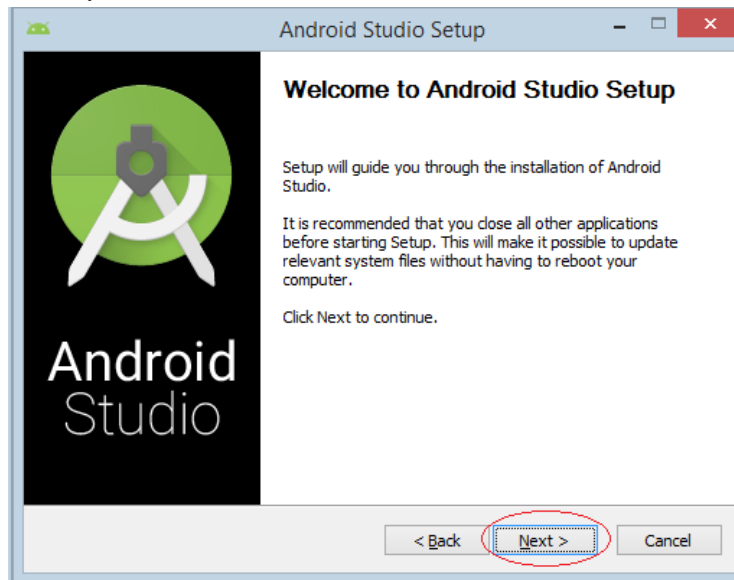 Android Studio Setup
Welcome to Android Studio Setup
Setup will guide you through the installation of Android
Studio.
It is recommended that you close all other applications
before starting Setup. This will make it possible to update
relevant system files without having to reboot your
computer.
Click Next to continue.
Android
Studio
< Back Next > Cancel